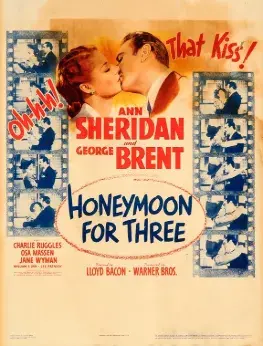 That Kiss!
Ohhh!
ANN
SHERIDAN
and
GEORGE BRENT
HONEYMOON
FOR THREE
CHARLIE RUGGLES
OSA MASSEN
JANE WYMAN
LLOYD BACON · WARNER BROS.